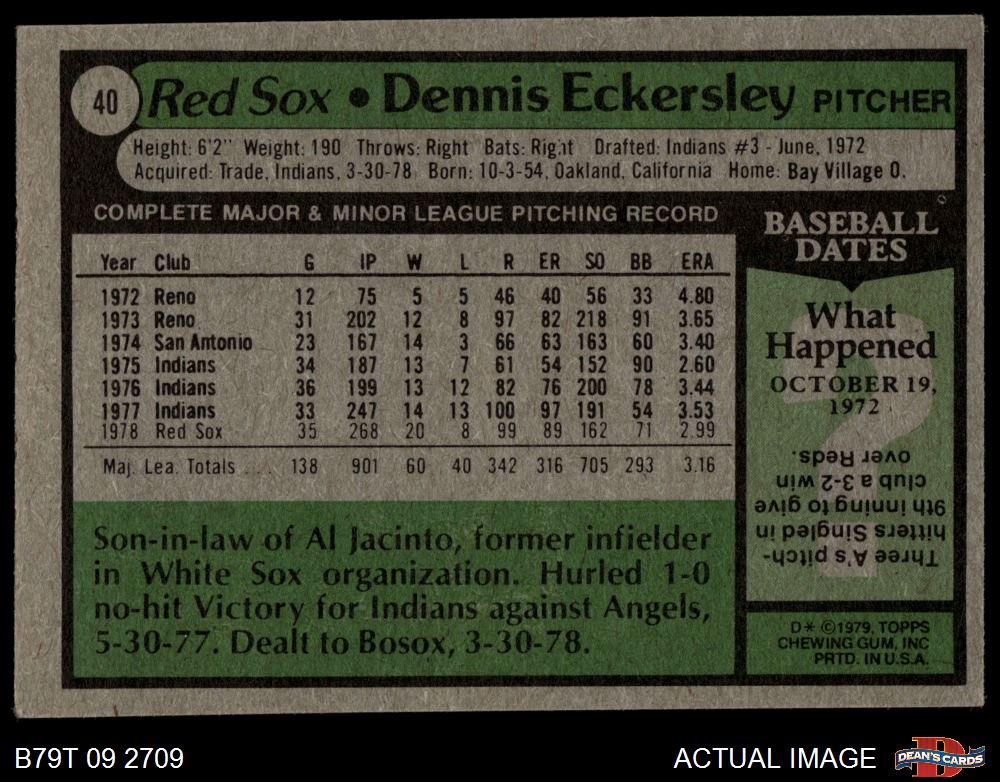 40 Red Sox • Dennis Eckersley PITCHER
Height: 6'2" Weight: 190 Throws: Right Bats: Right Drafted: Indians #3 - June, 1972
Acquired: Trade, Indians, 3-30-78 Born: 10-3-54, Oakland, California Home: Bay Village O.
COMPLETE MAJOR & MINOR LEAGUE PITCHING RECORD
Year Club G IP W L R ER SO BB ERA
1972 Reno 12 75 5 5 46 40 56 33 4.80
1973 Reno 31 202 12 8 97 82 218 91 3.65
1974 San Antonio 23 167 14 3 66 63 163 60 3.40
1975 Indians 34 187 13 7 61 54 152 90 2.60
1976 Indians 36 199 13 12 82 76 200 78 3.44
1977 Indians 33 247 14 13 100 97 191 54 3.53
1978 Red Sox 35 268 20 8 99 89 162 71 2.99
Maj. Lea. Totals .... 138 901 60 40 342 316 705 293 3.16
Son-in-law of Al Jacinto, former infielder
in White Sox organization. Hurled 1-0
no-hit Victory for Indians against Angels,
5-30-77. Dealt to Bosox, 3-30-78.
BASEBALL
DATES
What
Happened
OCTOBER 19,
1972
?
Three A's pitch-
hitters Singled in
9th inning to give
club a 3-2 win
over Reds.
D* ©1979, TOPPS
CHEWING GUM, INC
PRTD. IN U.S.A.
B79T 09 2709
ACTUAL IMAGE
D
DEAN'S CARDS